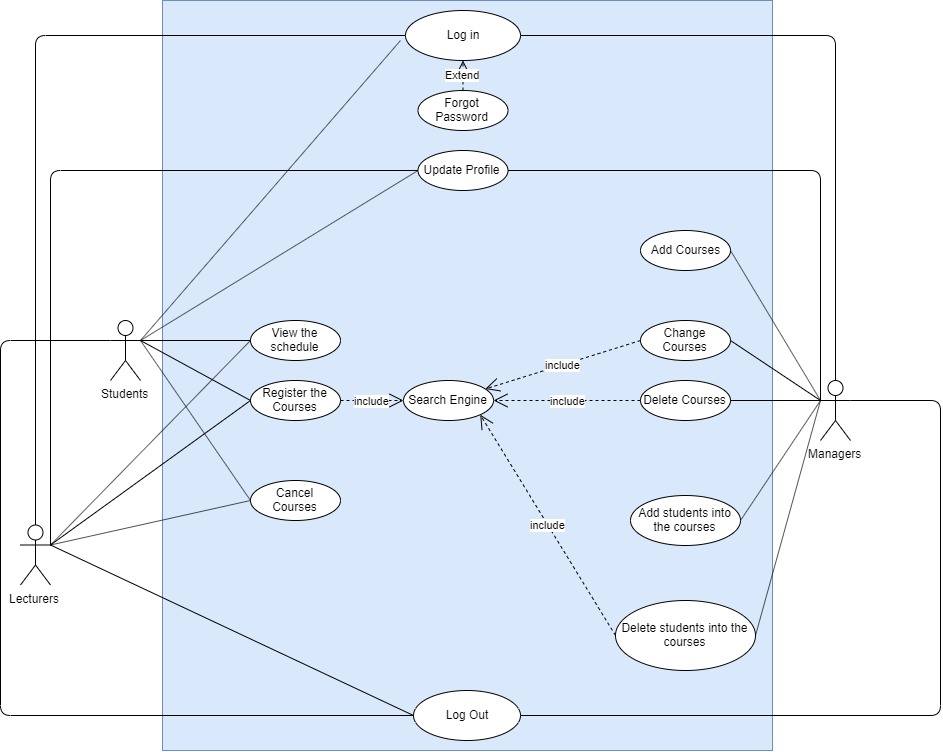 Log in
Extend
Forgot
Password
Update Profile
Add Courses
View the
schedule
Change
Courses
include
Students
Register the
Courses
include
Search Engine
include
Delete Courses
Managers
Cancel
Courses
Add students into
the courses
include
Lecturers
Delete students into the
courses
Log Out